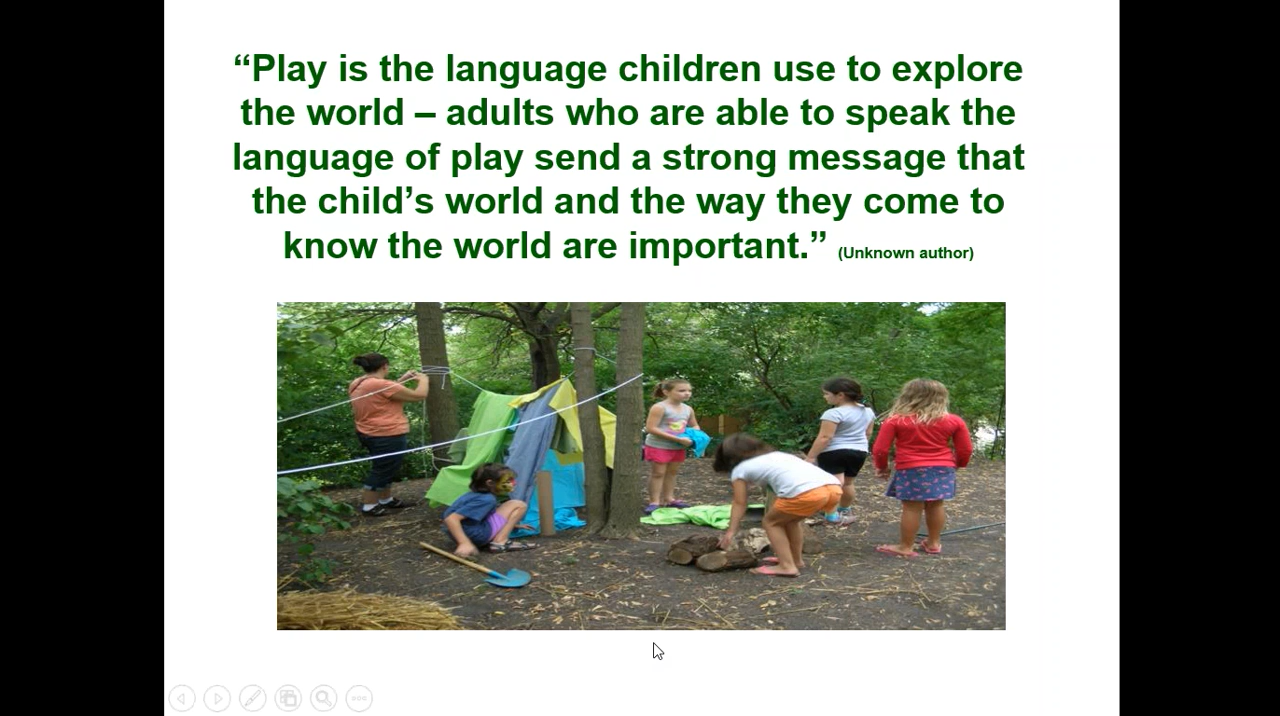 “Play is the language children use to explore
the world – adults who are able to speak the
language of play send a strong message that
the child’s world and the way they come to
know the world are important.” (Unknown author)